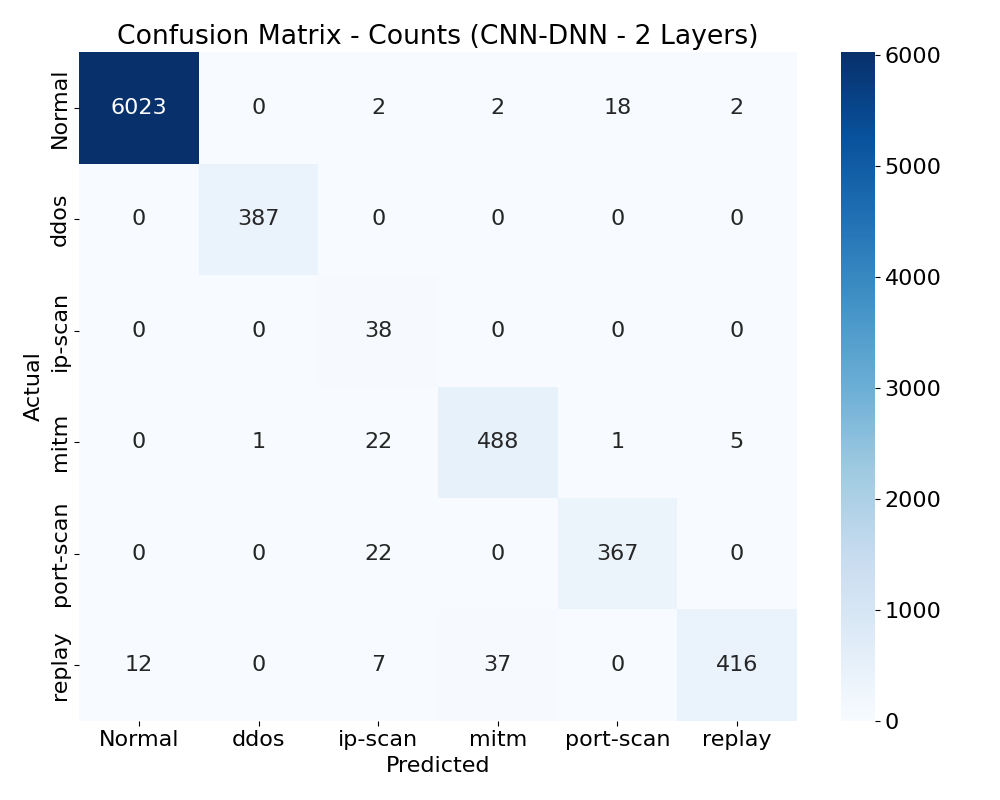 Confusion Matrix - Counts (CNN-DNN - 2 Layers)
Actual
Normal 6023 0 2 2 18 2
ddos 0 387 0 0 0 0
ip-scan 0 0 38 0 0 0
mitm 0 1 22 488 1 5
port-scan 0 0 22 0 367 0
replay 12 0 7 37 0 416
Normal ddos ip-scan mitm port-scan replay
Predicted
6000
5000
4000
3000
2000
1000
0